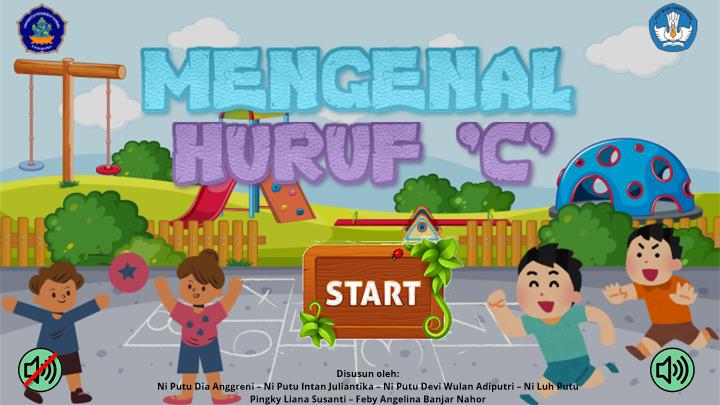 MENGENAL
HURUF 'C'
START
Disusun oleh:
Ni Putu Dia Anggreni – Ni Putu Intan Juliantika – Ni Putu Devi Wulan Adiputri – Ni Luh Putu
Pingky Liana Susanti – Feby Angelina Banjar Nahor